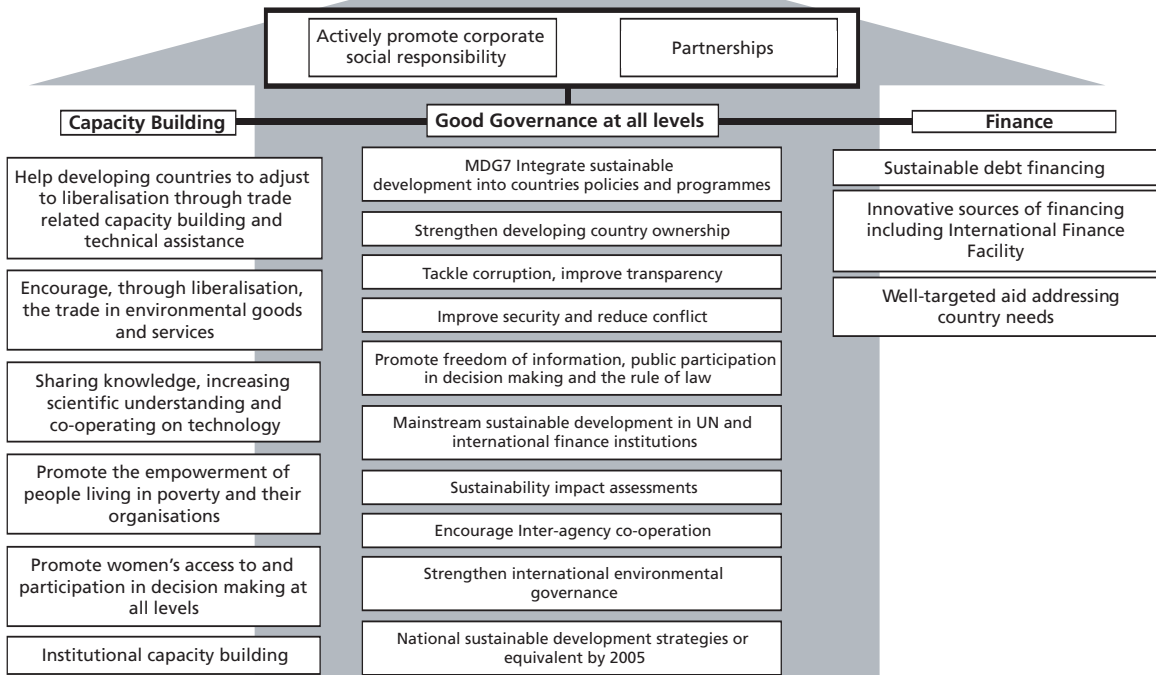 Actively promote corporate
social responsibility
Partnerships
Capacity Building
Good Governance at all levels
Finance
Help developing countries to adjust
to liberalisation through trade
related capacity building and
technical assistance
Encourage, through liberalisation,
the trade in environmental goods
and services
Sharing knowledge, increasing
scientific understanding and
co-operating on technology
Promote the empowerment of
people living in poverty and their
organisations
Promote women's access to and
participation in decision making at
all levels
Institutional capacity building
MDG7 Integrate sustainable
development into countries policies and programmes
Strengthen developing country ownership
Tackle corruption, improve transparency
Improve security and reduce conflict
Promote freedom of information, public participation
in decision making and the rule of law
Mainstream sustainable development in UN and
international finance institutions
Sustainability impact assessments
Encourage Inter-agency co-operation
Strengthen international environmental
governance
National sustainable development strategies or
equivalent by 2005
Sustainable debt financing
Innovative sources of financing
including International Finance
Facility
Well-targeted aid addressing
country needs